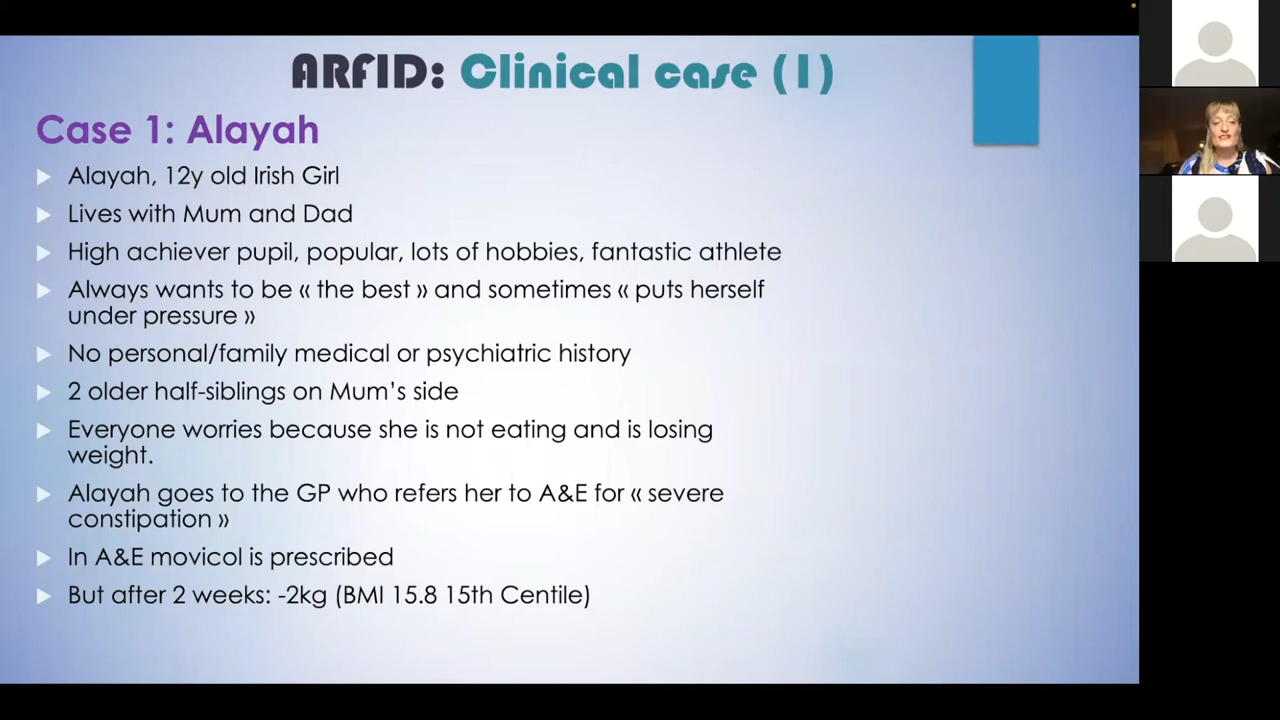 ARFID: Clinical case (1)
Case 1: Alayah
Alayah, 12y old Irish Girl
Lives with Mum and Dad
High achiever pupil, popular, lots of hobbies, fantastic athlete
Always wants to be « the best » and sometimes « puts herself
under pressure »
No personal/family medical or psychiatric history
2 older half-siblings on Mum’s side
Everyone worries because she is not eating and is losing
weight.
Alayah goes to the GP who refers her to A&E for « severe
constipation »
In A&E movicol is prescribed
But after 2 weeks: -2kg (BMI 15.8 15th Centile)